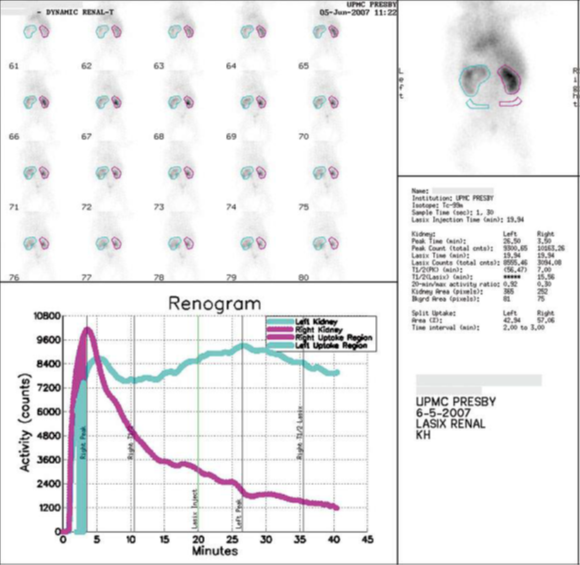 - DYNAMIC RENAL-T
UPMC PRESBY
05-Jun-2007 11:22
61 62 63 64 65
66 67 68 69 70
71 72 73 74 75
76 77 78 79 80
Left
Right
Name:
Institution: UPMC PRESBY
Isotope: Tc-99m
Sample Time (sec): 1, 30
Lasix Injection Time (min): 19.94
Kidney: Left Right
Peak Time (min): 26.50 3.50
Peak Count (total cnts): 9300.65 10163.26
Lasix Time (min): 19.94 19.94
Lasix Counts (total cnts): 8555.46 3094.08
T1/2(PK) (min): (56.47) 7.00
T1/2(Lasix) (min): ***** 15.56
20-min/max activity ratio: 0.92 0.30
Kidney Area (pixels): 365 252
Bkgrd Area (pixels): 81 75
Split Uptake: Left Right
Area (%): 42.94 57.06
Time interval (min): 2.00 to 3.00
UPMC PRESBY
6-5-2007
LASIX RENAL
KH
Renogram
Left Kidney
Right Kidney
Right Uptake Region
Left Uptake Region
Activity (counts)
10800
9600
8400
7200
6000
4800
3600
2400
1200
0
Right Peak
Right T1/2
Lasix Inject
Left Peak
Right T1/2 Lasix
0 5 10 15 20 25 30 35 40 45
Minutes